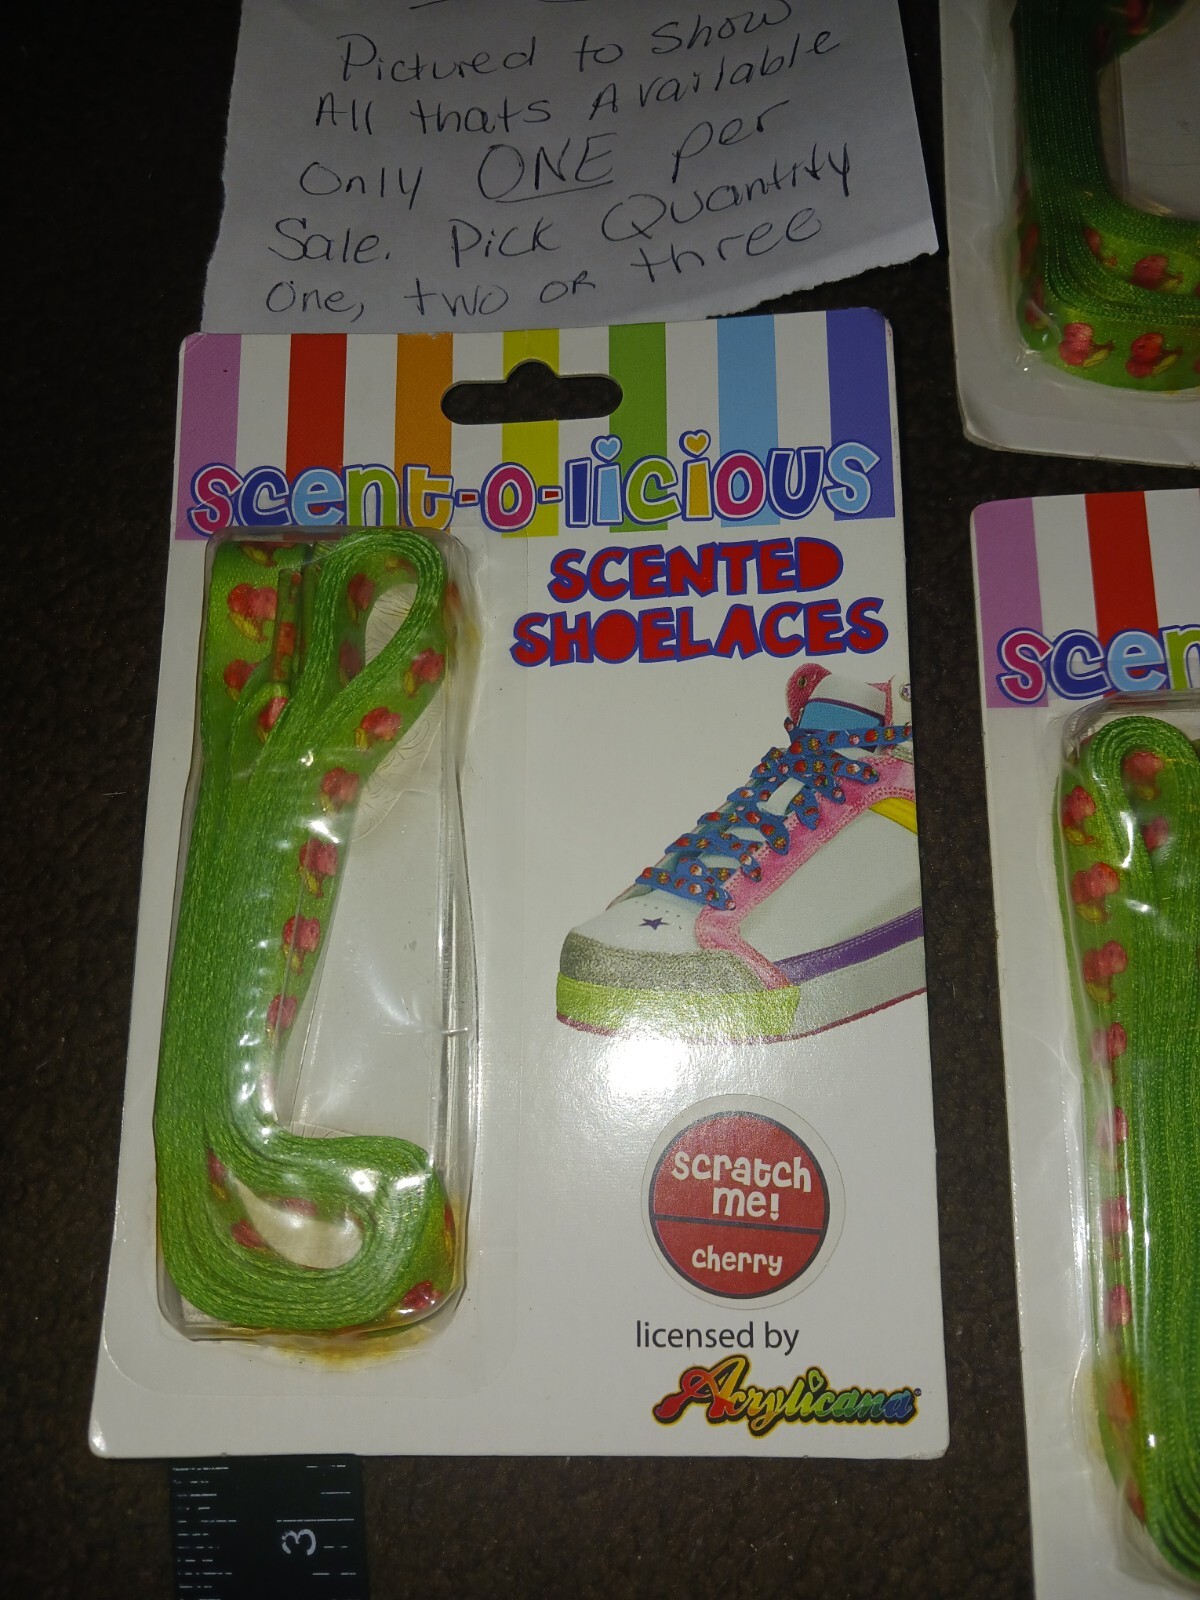 Pictured to Show
All thats Available
Only ONE per
Sale. Pick Quantity
One, two or three
scent-o-licious
SCENTED
SHOELACES
scen
scratch
me!
cherry
licensed by
Acrylicana
3